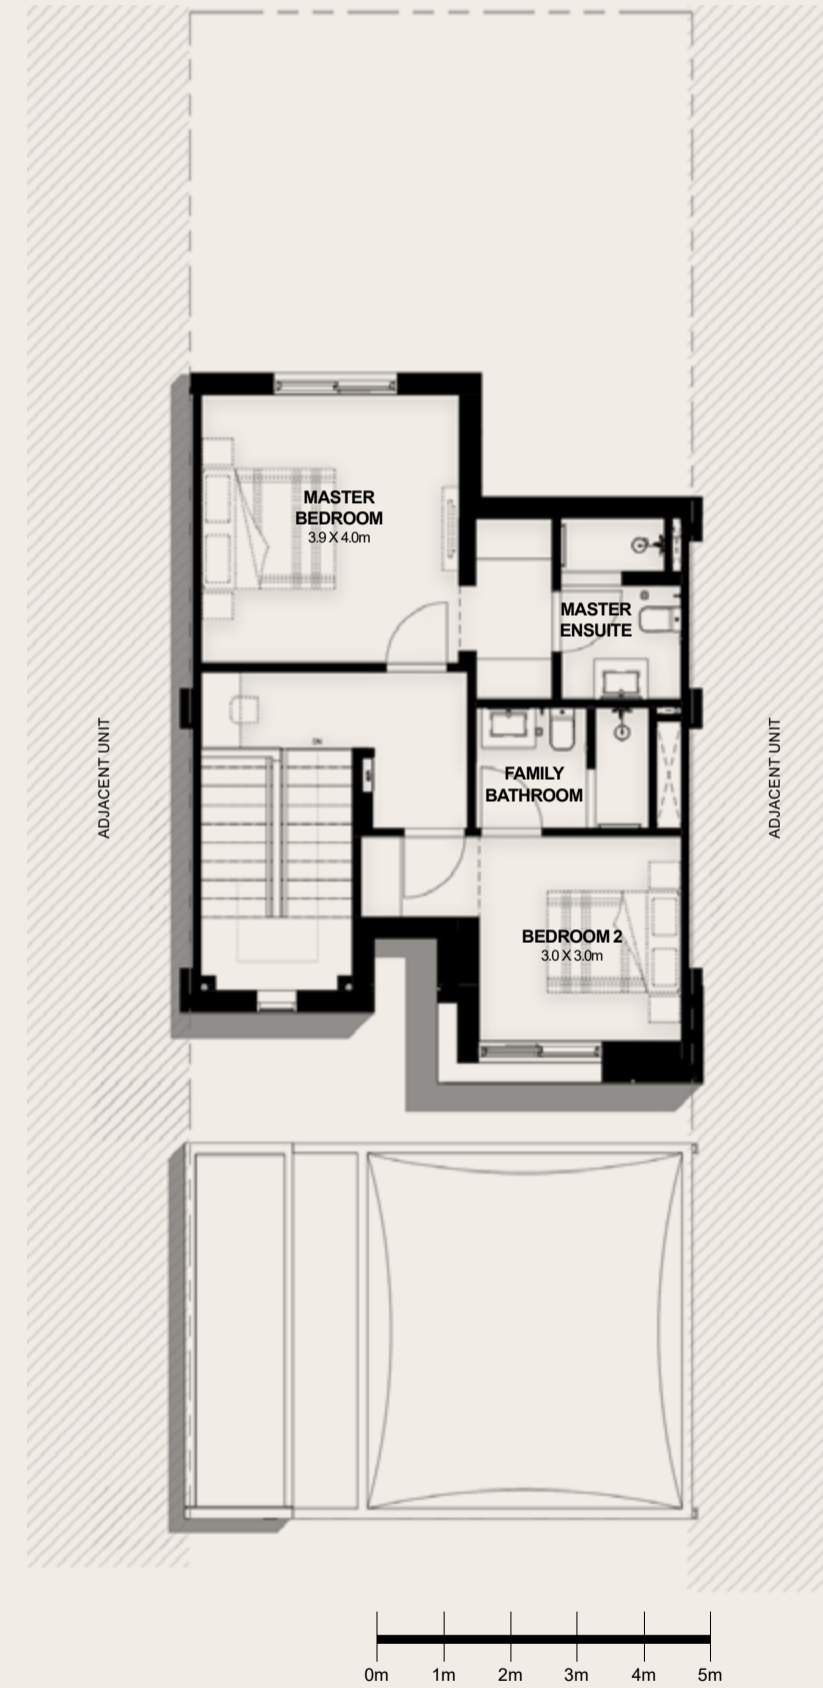 MASTER
BEDROOM
3.9 X 4.0m
MASTER
ENSUITE
DN
ADJACENT UNIT
ADJACENT UNIT
FAMILY
BATHROOM
BEDROOM 2
3.0 X 3.0m
0m 1m 2m 3m 4m 5m